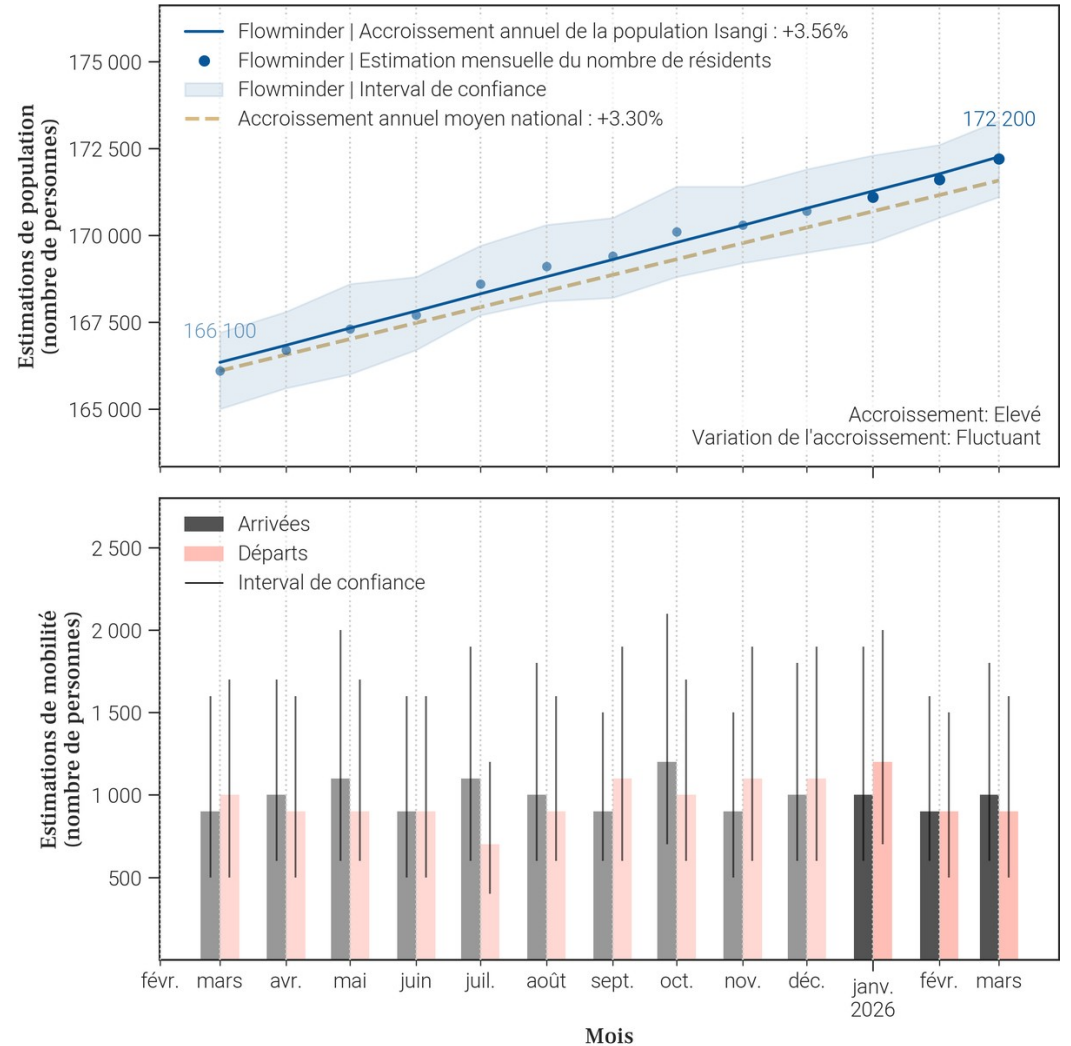 Flowminder | Accroissement annuel de la population Isangi : +3.56%
Flowminder | Estimation mensuelle du nombre de résidents
Flowminder | Interval de confiance
Accroissement annuel moyen national : +3.30%
Estimations de population
(nombre de personnes)
175 000
172 500
170 000
167 500
165 000
166 100
172 200
Accroissement: Elevé
Variation de l'accroissement: Fluctuant
Arrivées
Départs
Interval de confiance
Estimations de mobilité
(nombre de personnes)
2 500
2 000
1 500
1 000
500
févr. mars avr. mai juin juil. août sept. oct. nov. déc. janv. févr. mars
2026
Mois